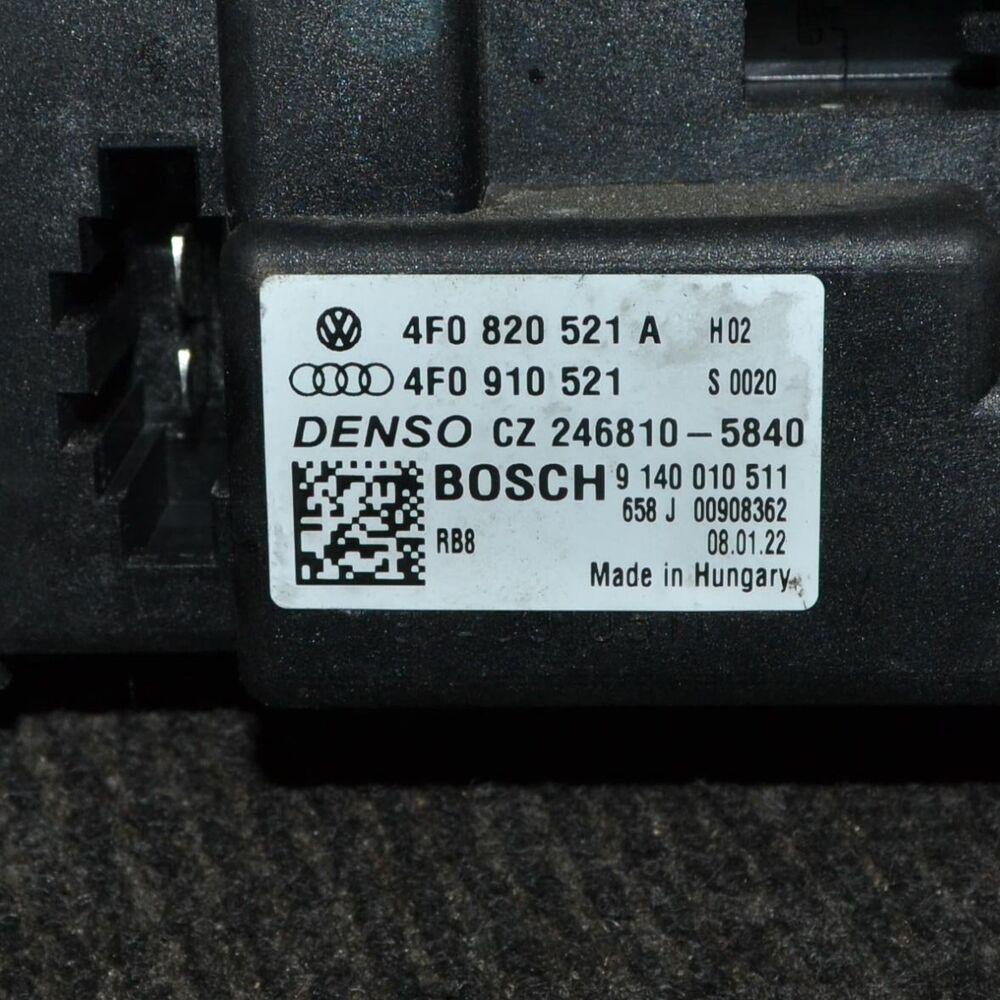 4F0 820 521 A H02
4F0 910 521 S 0020
DENSO CZ 246810-5840
BOSCH 9 140 010 511
658 J 00908362
RB8 08.01.22
Made in Hungary